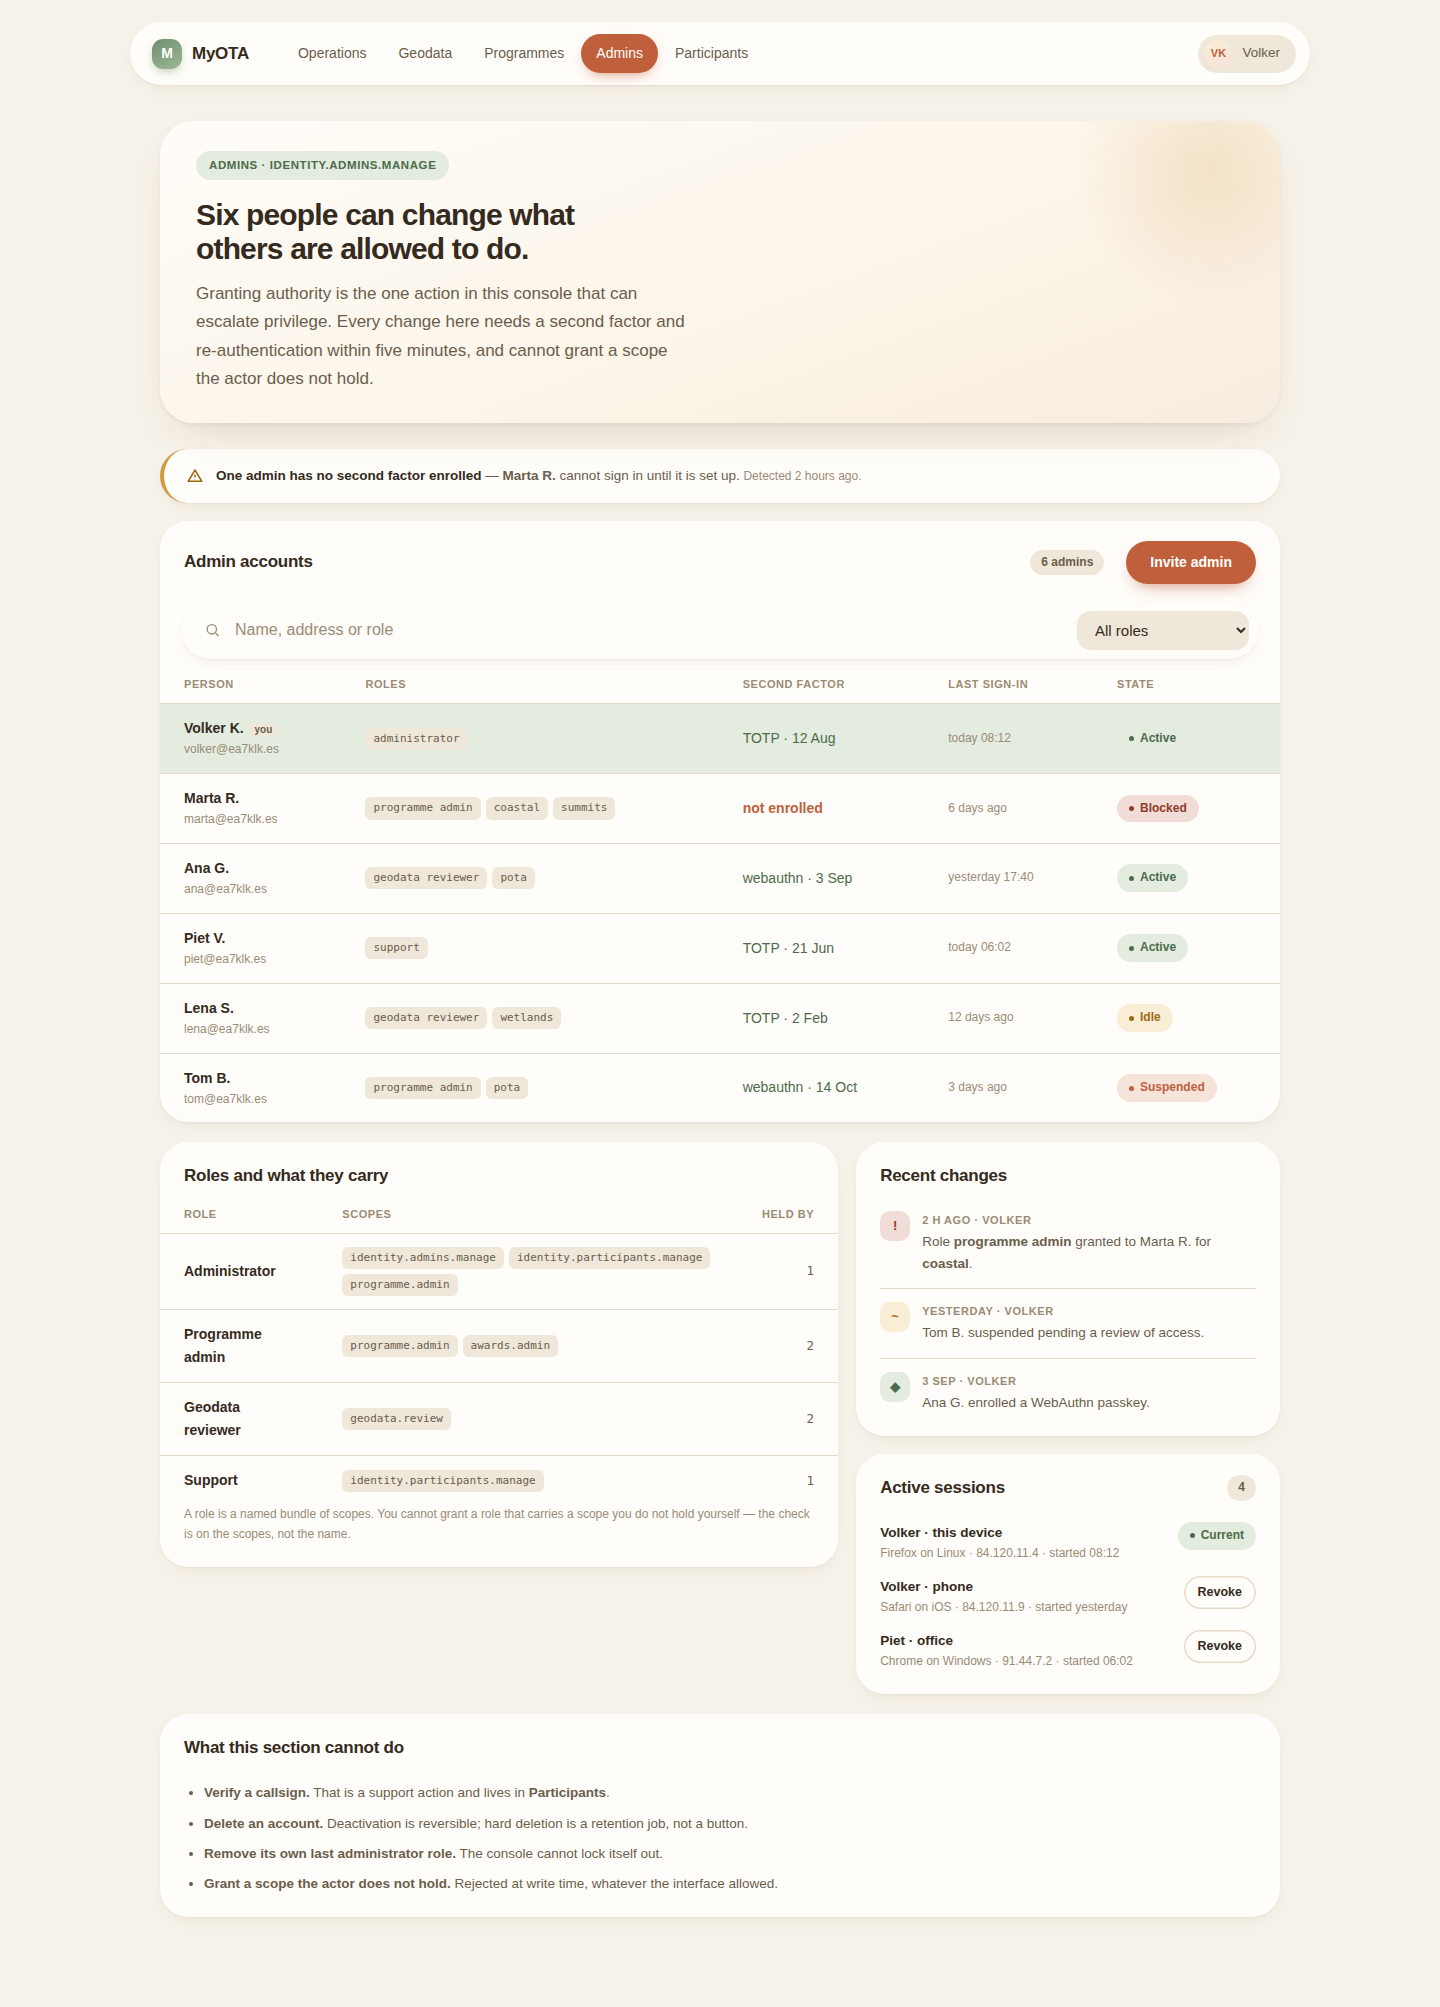 M MyOTA Operations Geodata Programmes Admins Participants VK Volker
ADMINS · IDENTITY.ADMINS.MANAGE
Six people can change what
others are allowed to do.
Granting authority is the one action in this console that can
escalate privilege. Every change here needs a second factor and
re-authentication within five minutes, and cannot grant a scope
the actor does not hold.
One admin has no second factor enrolled — Marta R. cannot sign in until it is set up. Detected 2 hours ago.
Admin accounts 6 admins Invite admin
Name, address or role All roles
PERSON ROLES SECOND FACTOR LAST SIGN-IN STATE
Volker K. you
volker@ea7klk.es
administrator TOTP · 12 Aug today 08:12 Active
Marta R.
marta@ea7klk.es
programme admin coastal summits not enrolled 6 days ago Blocked
Ana G.
ana@ea7klk.es
geodata reviewer pota webauthn · 3 Sep yesterday 17:40 Active
Piet V.
piet@ea7klk.es
support TOTP · 21 Jun today 06:02 Active
Lena S.
lena@ea7klk.es
geodata reviewer wetlands TOTP · 2 Feb 12 days ago Idle
Tom B.
tom@ea7klk.es
programme admin pota webauthn · 14 Oct 3 days ago Suspended
Roles and what they carry
ROLE SCOPES HELD BY
Administrator identity.admins.manage identity.participants.manage
programme.admin 1
Programme
admin
programme.admin awards.admin 2
Geodata
reviewer
geodata.review 2
Support identity.participants.manage 1
A role is a named bundle of scopes. You cannot grant a role that carries a scope you do not hold yourself — the check
is on the scopes, not the name.
Recent changes
! 2 H AGO · VOLKER
Role programme admin granted to Marta R. for
coastal.
~ YESTERDAY · VOLKER
Tom B. suspended pending a review of access.
◆ 3 SEP · VOLKER
Ana G. enrolled a WebAuthn passkey.
Active sessions 4
Volker · this device Current
Firefox on Linux · 84.120.11.4 · started 08:12
Volker · phone Revoke
Safari on iOS · 84.120.11.9 · started yesterday
Piet · office Revoke
Chrome on Windows · 91.44.7.2 · started 06:02
What this section cannot do
• Verify a callsign. That is a support action and lives in Participants.
• Delete an account. Deactivation is reversible; hard deletion is a retention job, not a button.
• Remove its own last administrator role. The console cannot lock itself out.
• Grant a scope the actor does not hold. Rejected at write time, whatever the interface allowed.